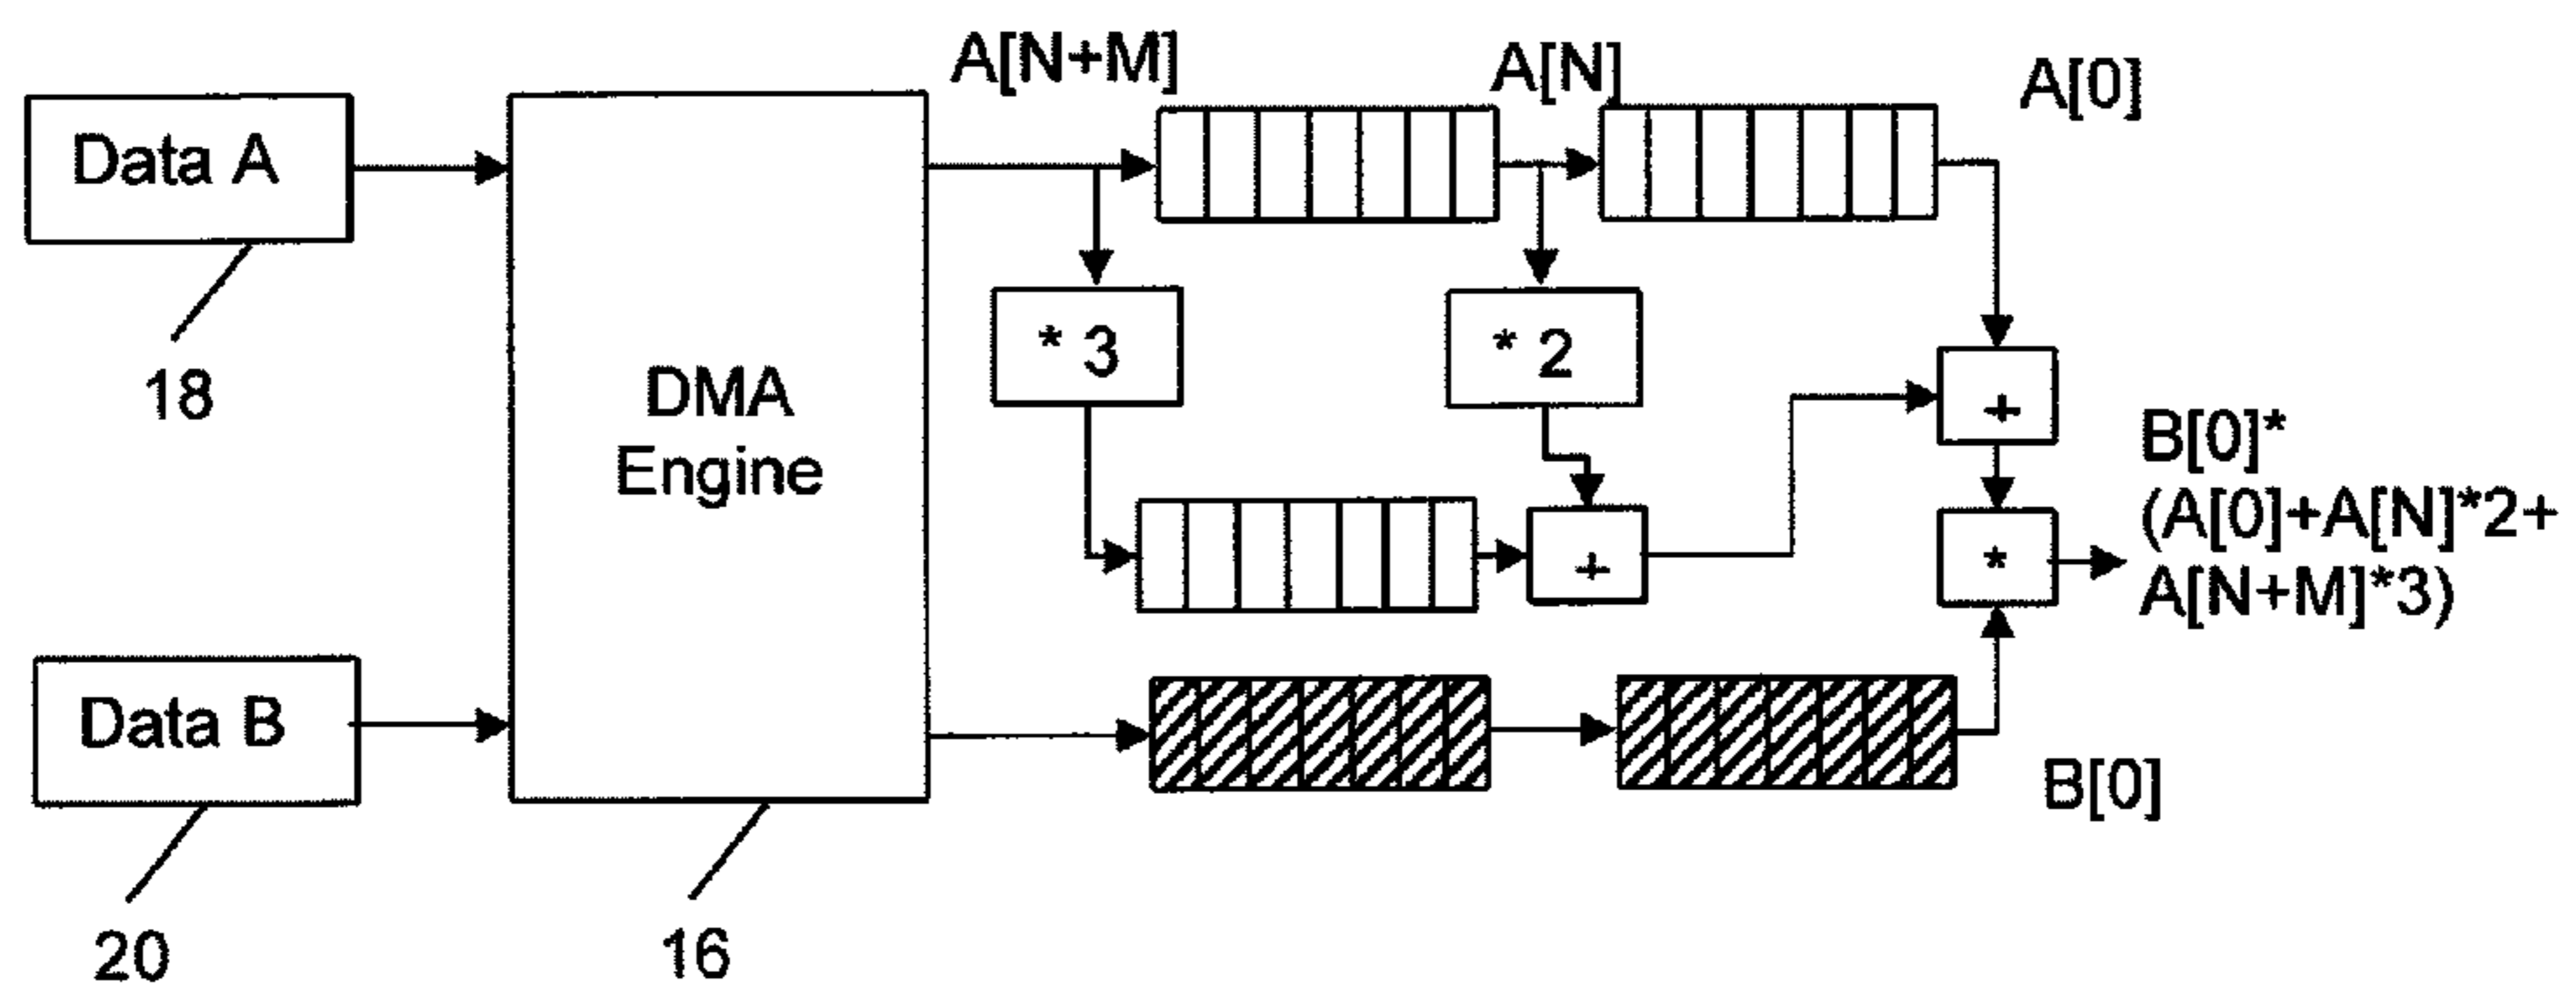 A[N+M]
A[N]
A[0]
Data A
18
DMA
Engine
* 3
* 2
+
+
*
B[0]*
(A[0]+A[N]*2+
A[N+M]*3)
Data B
B[0]
20
16